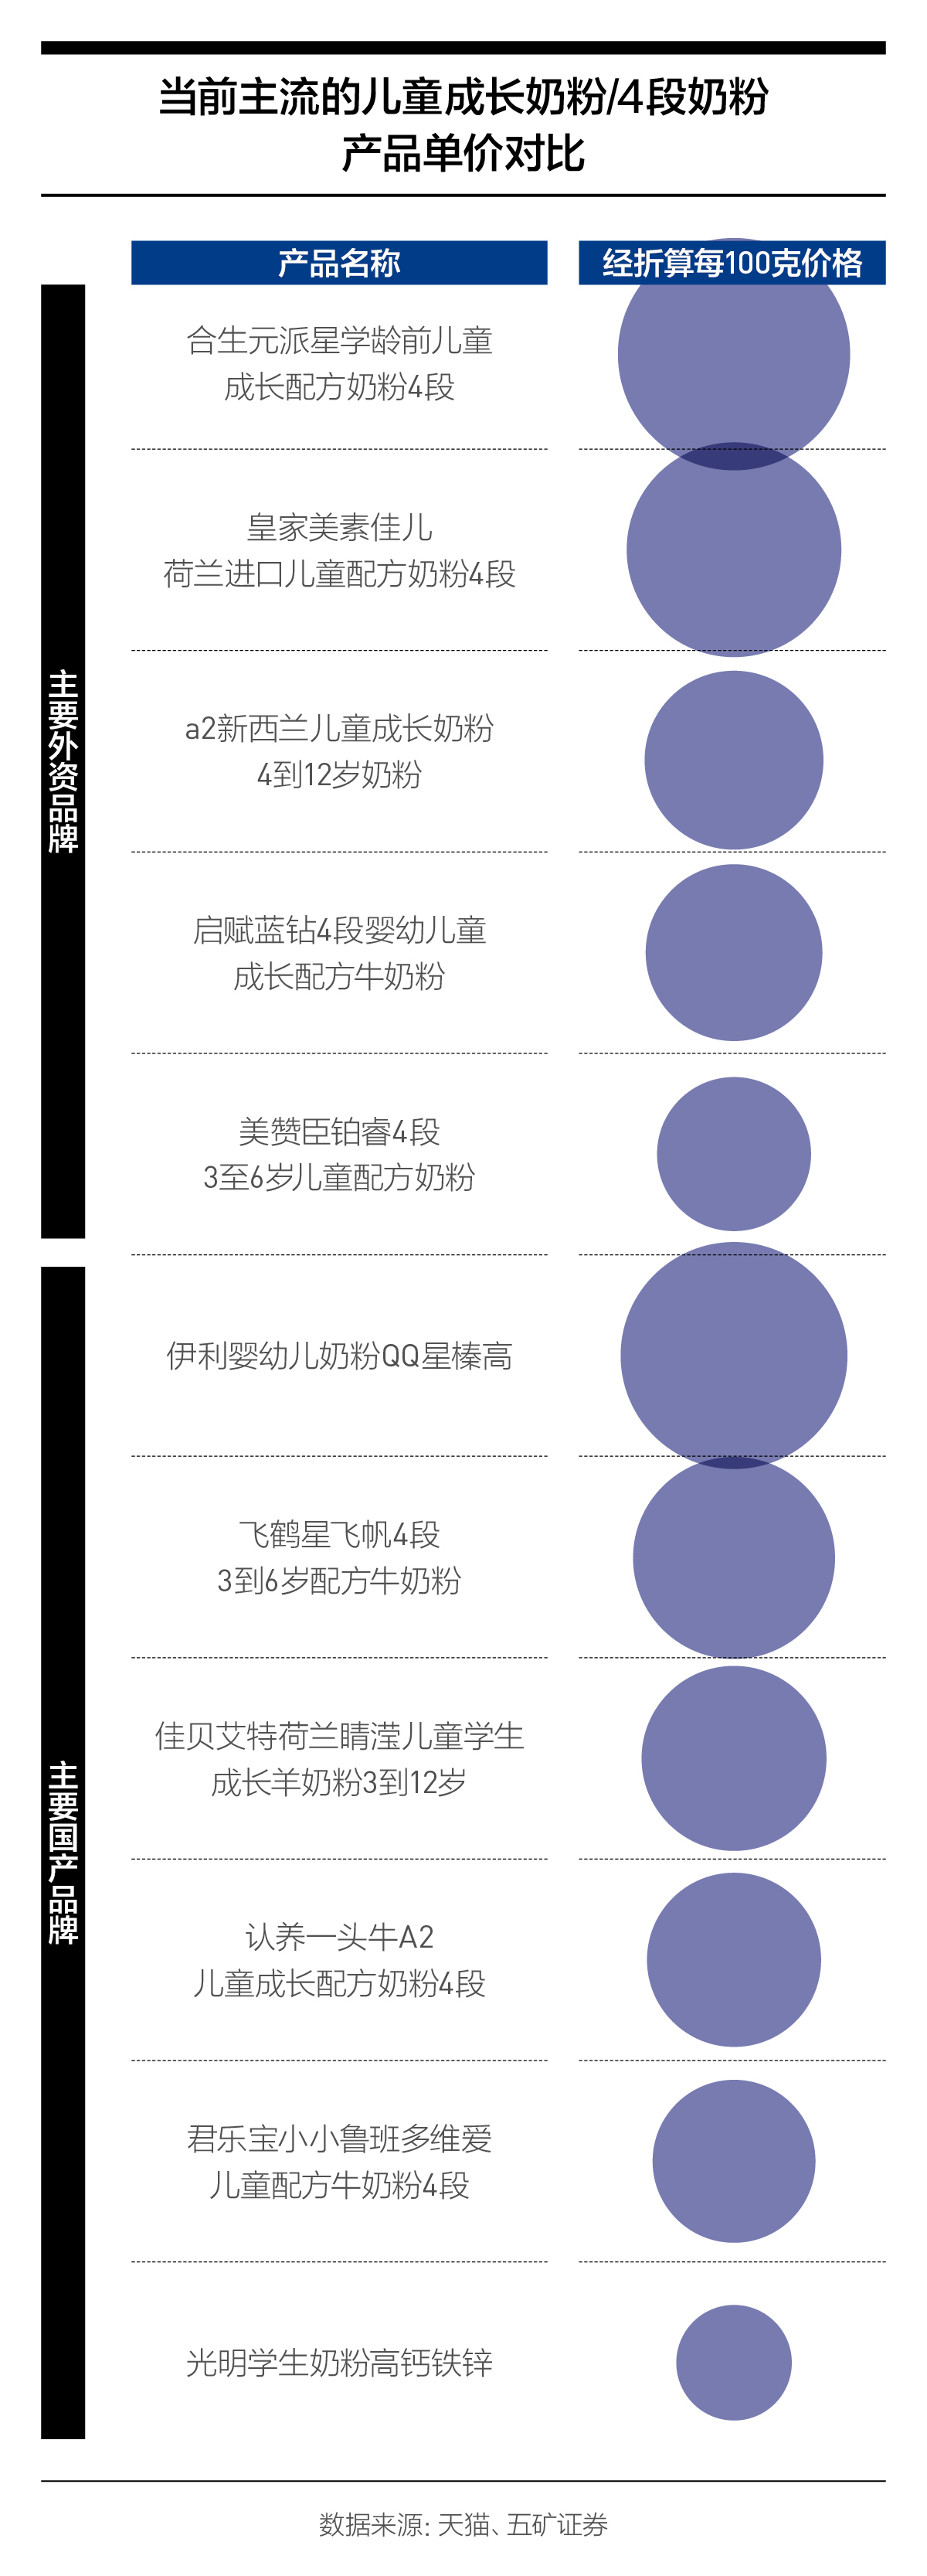 当前主流的儿童成长奶粉/4段奶粉
产品单价对比
产品名称
经折算每100克价格
主要外资品牌
合生元派星学龄前儿童
成长配方奶粉4段
皇家美素佳儿
荷兰进口儿童配方奶粉4段
a2新西兰儿童成长奶粉
4到12岁奶粉
启赋蓝钻4段婴幼儿童
成长配方牛奶粉
美赞臣铂睿4段
3至6岁儿童配方奶粉
主要国产品牌
伊利婴幼儿奶粉QQ星榛高
飞鹤星飞帆4段
3到6岁配方牛奶粉
佳贝艾特荷兰睛滢儿童学生
成长羊奶粉3到12岁
认养一头牛A2
儿童成长配方奶粉4段
君乐宝小小鲁班多维爱
儿童配方牛奶粉4段
光明学生奶粉高钙铁锌
数据来源: 天猫、五矿证券